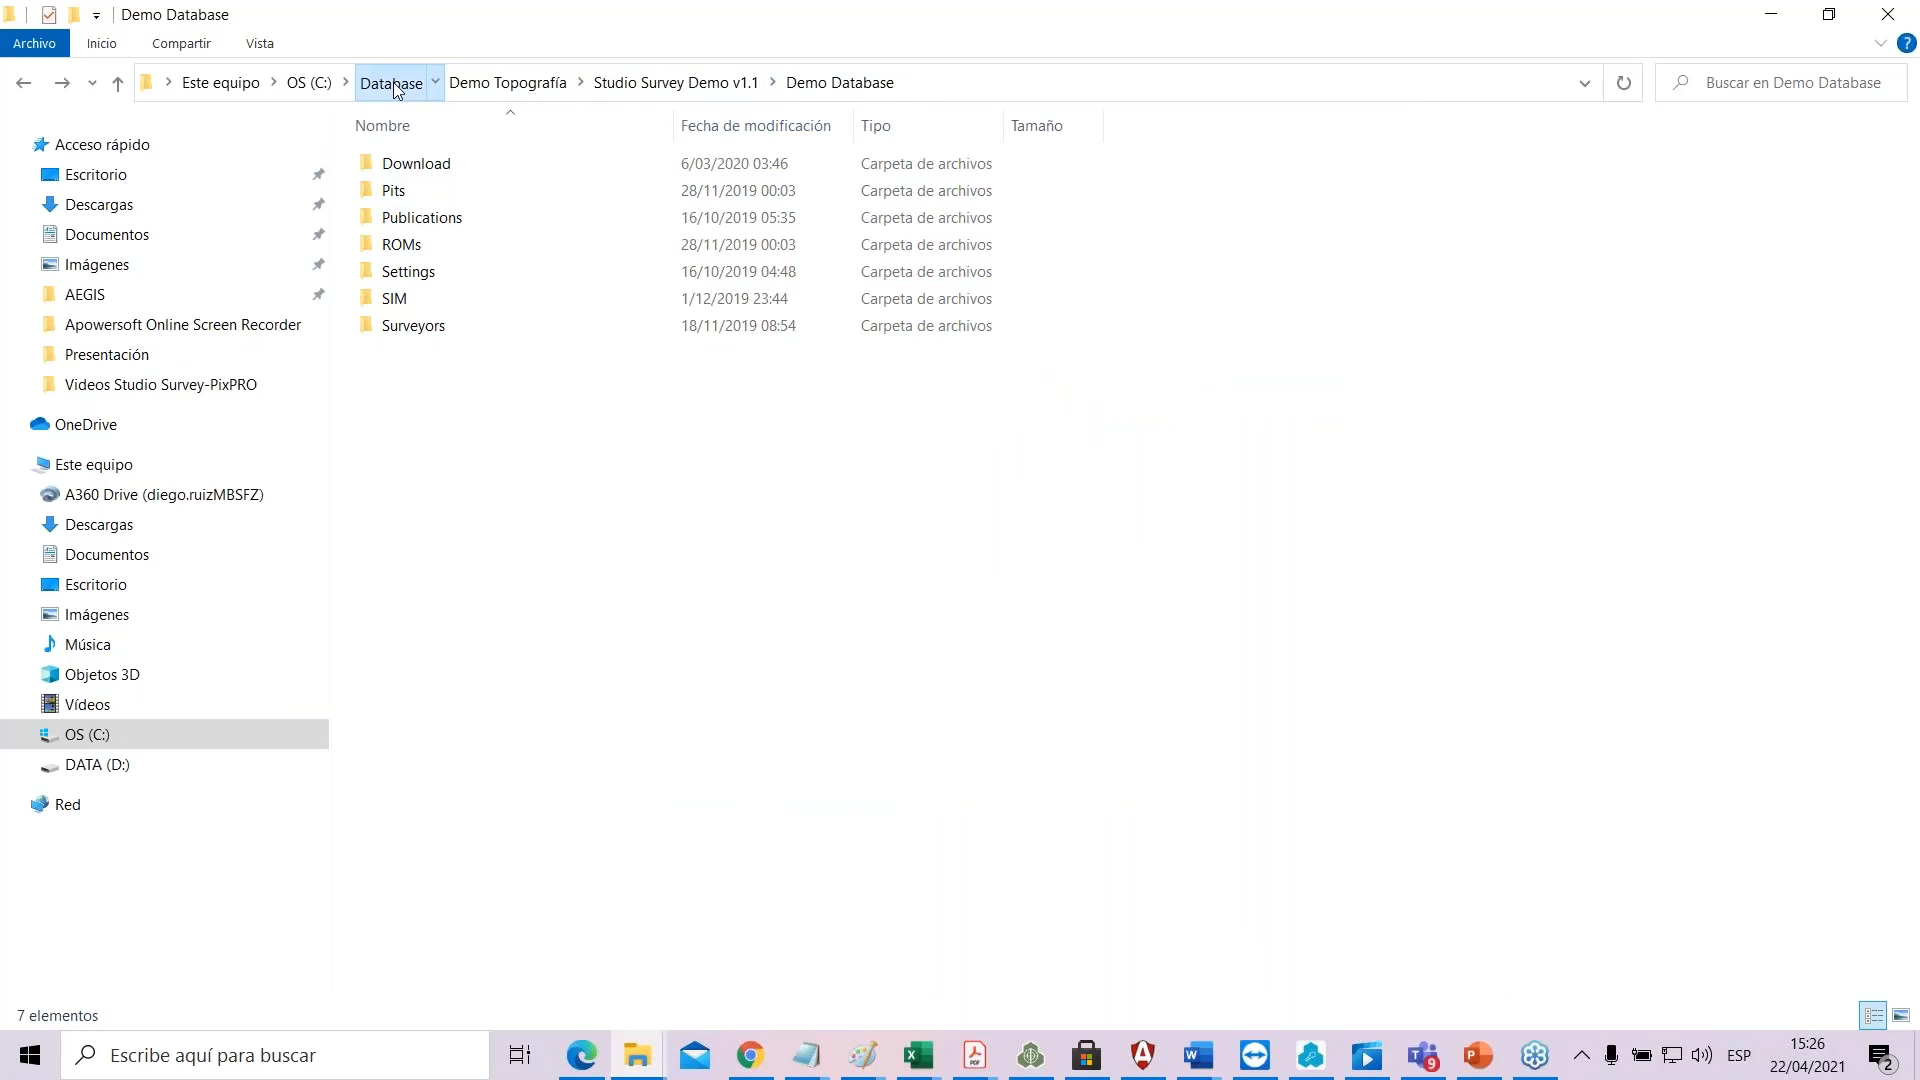 Demo Database
Archivo Inicio Compartir Vista
Este equipo OS (C:) Database Demo Topografía Studio Survey Demo v1.1 Demo Database Buscar en Demo Database
Nombre Fecha de modificación Tipo Tamaño
Download 6/03/2020 03:46 Carpeta de archivos
Pits 28/11/2019 00:03 Carpeta de archivos
Publications 16/10/2019 05:35 Carpeta de archivos
ROMs 28/11/2019 00:03 Carpeta de archivos
Settings 16/10/2019 04:48 Carpeta de archivos
SIM 1/12/2019 23:44 Carpeta de archivos
Surveyors 18/11/2019 08:54 Carpeta de archivos
Acceso rápido
Escritorio
Descargas
Documentos
Imágenes
AEGIS
Apowersoft Online Screen Recorder
Presentación
Videos Studio Survey-PixPRO
OneDrive
Este equipo
A360 Drive (diego.ruizMBSFZ)
Descargas
Documentos
Escritorio
Imágenes
Música
Objetos 3D
Vídeos
OS (C:)
DATA (D:)
Red
7 elementos
Escribe aquí para buscar
9
ESP
15:26
22/04/2021
2